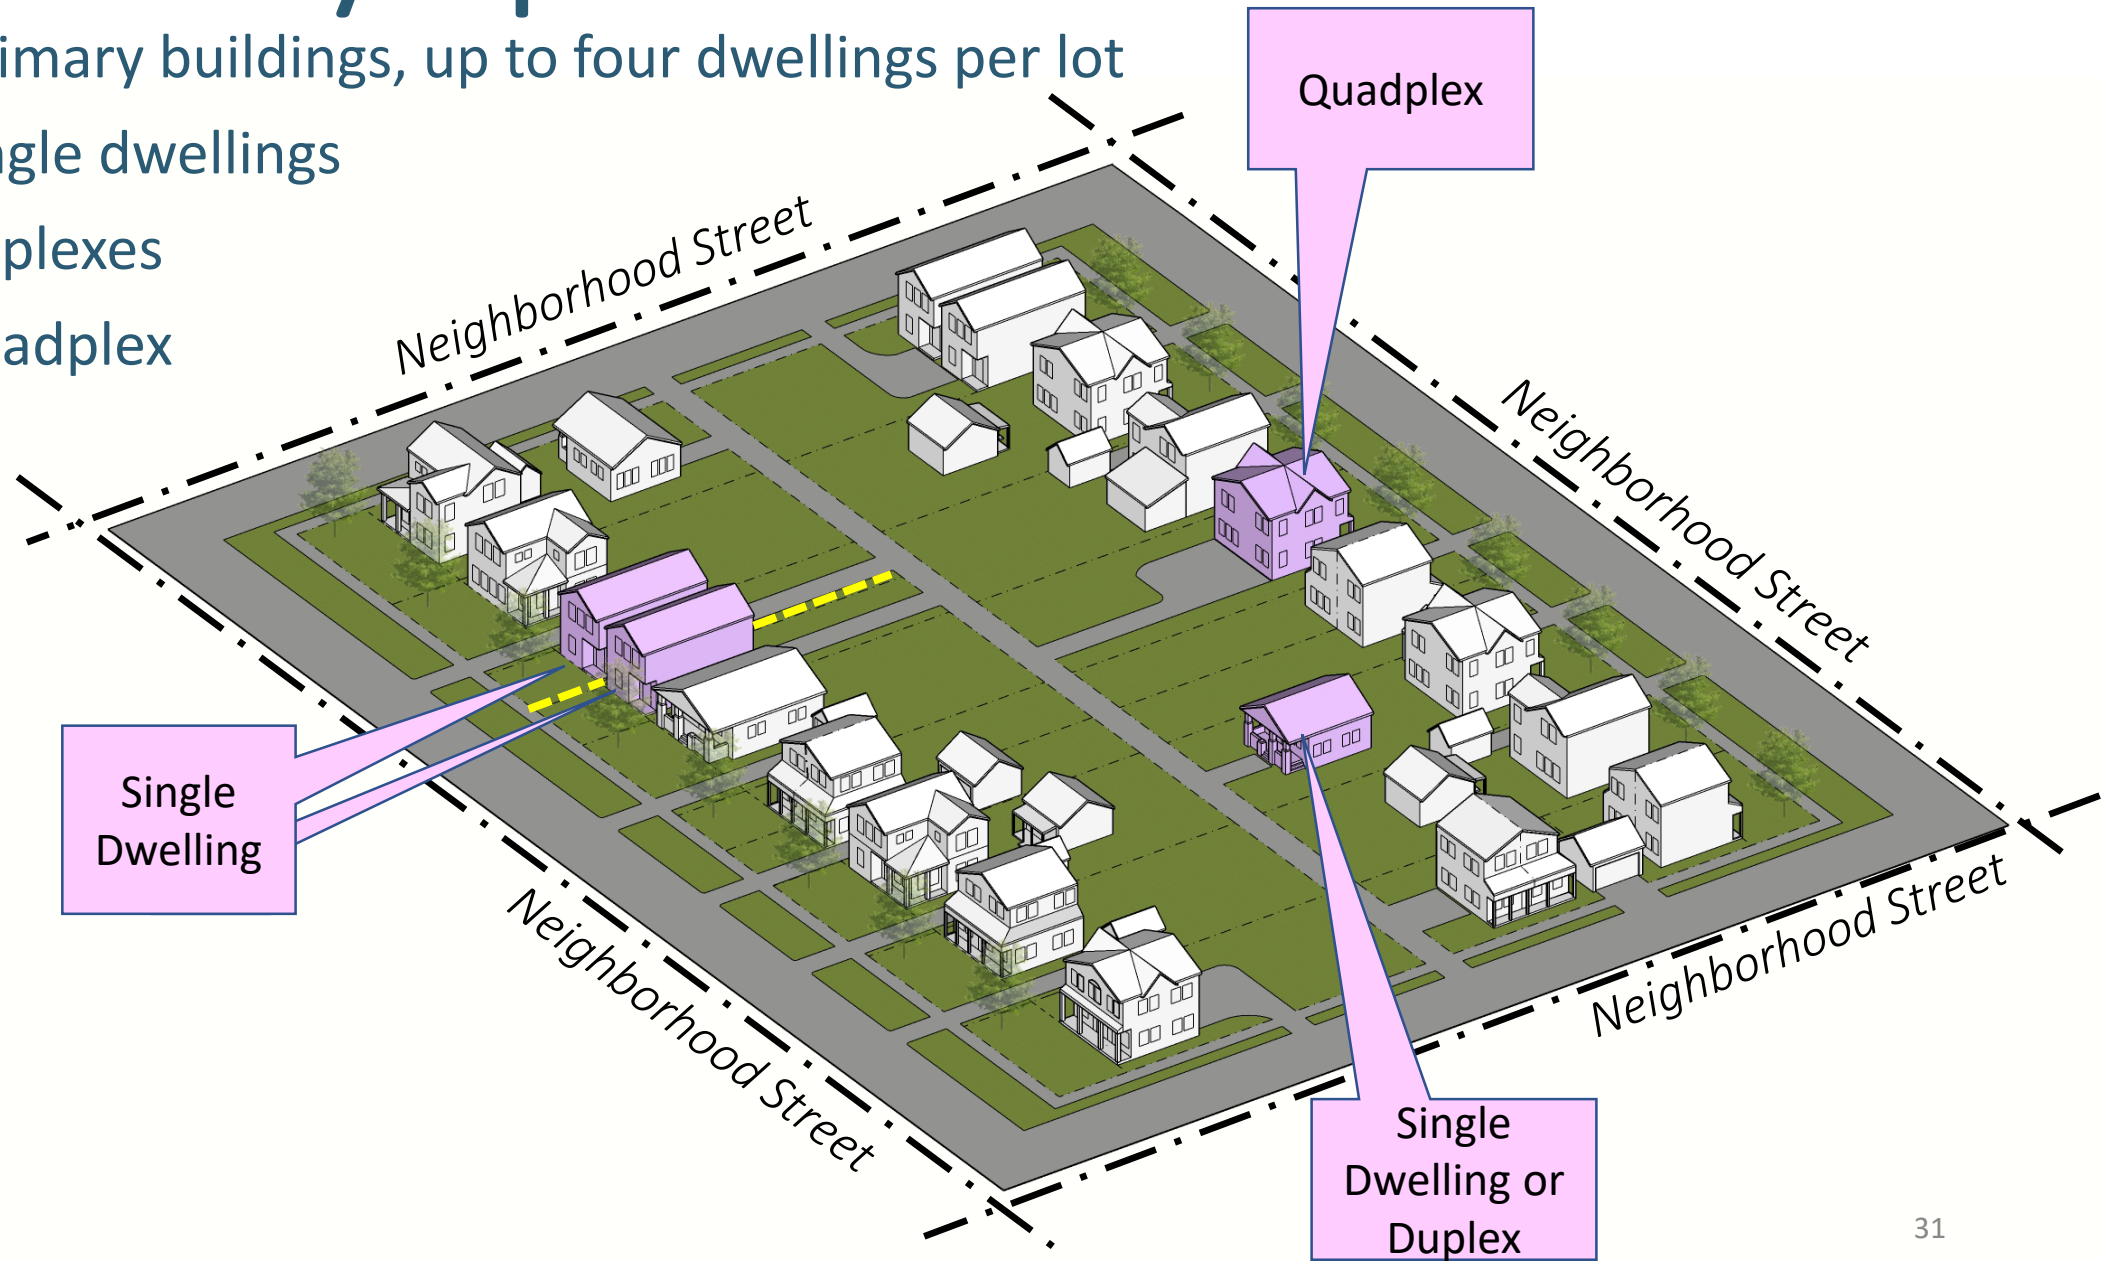 imary buildings, up to four dwellings per lot
ngle dwellings
plexes
adplex
Quadplex
Neighborhood Street
Neighborhood Street
Single
Dwelling
Neighborhood Street
Neighborhood Street
Single
Dwelling or
Duplex
31